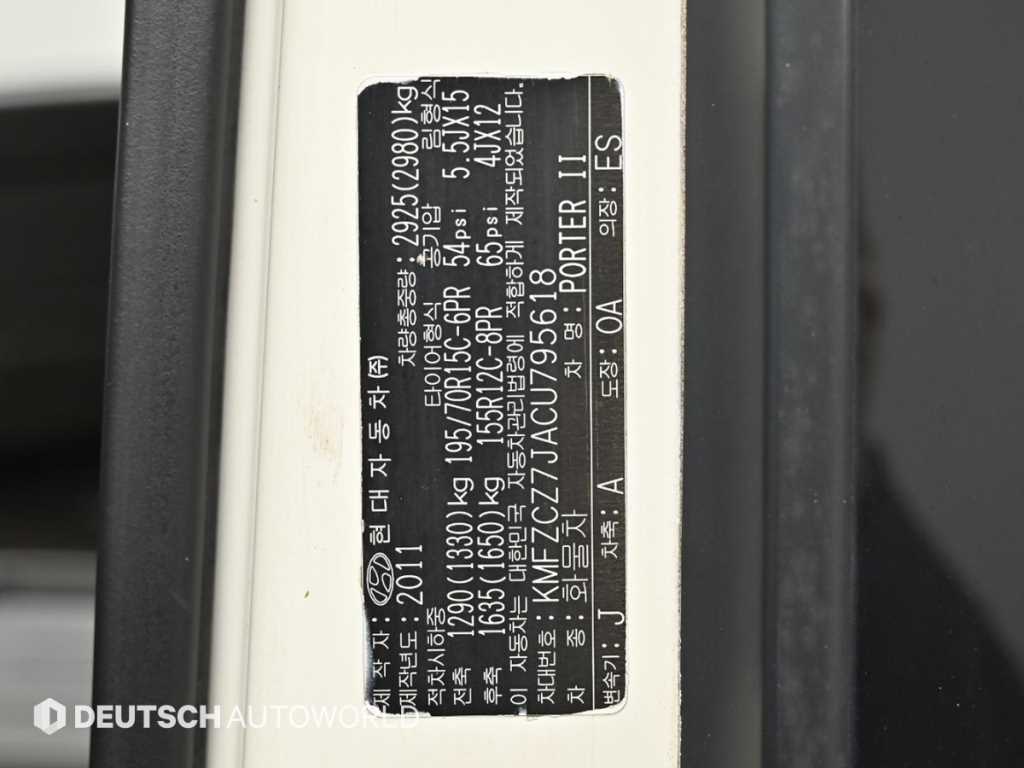 제 작 자: 현대자동차(주)
제작년도: 2011 차량총중량: 2925(2980)kg
적차시하중 타이어형식 공기압 림형식
전축 1290(1330)kg 195/70R15C-6PR 54psi 5.5JX15
후축 1635(1650)kg 155R12C-8PR 65psi 4JX12
이 자동차는 대한민국 자동차관리법령에 적합하게 제작되었습니다.
차대번호: KMFZCZ7JACU795618
차 종: 화물차 차 명: PORTER II
변속기: J 차축: A 도장: OA 의장: ES
DEUTSCH AUTOWORLD